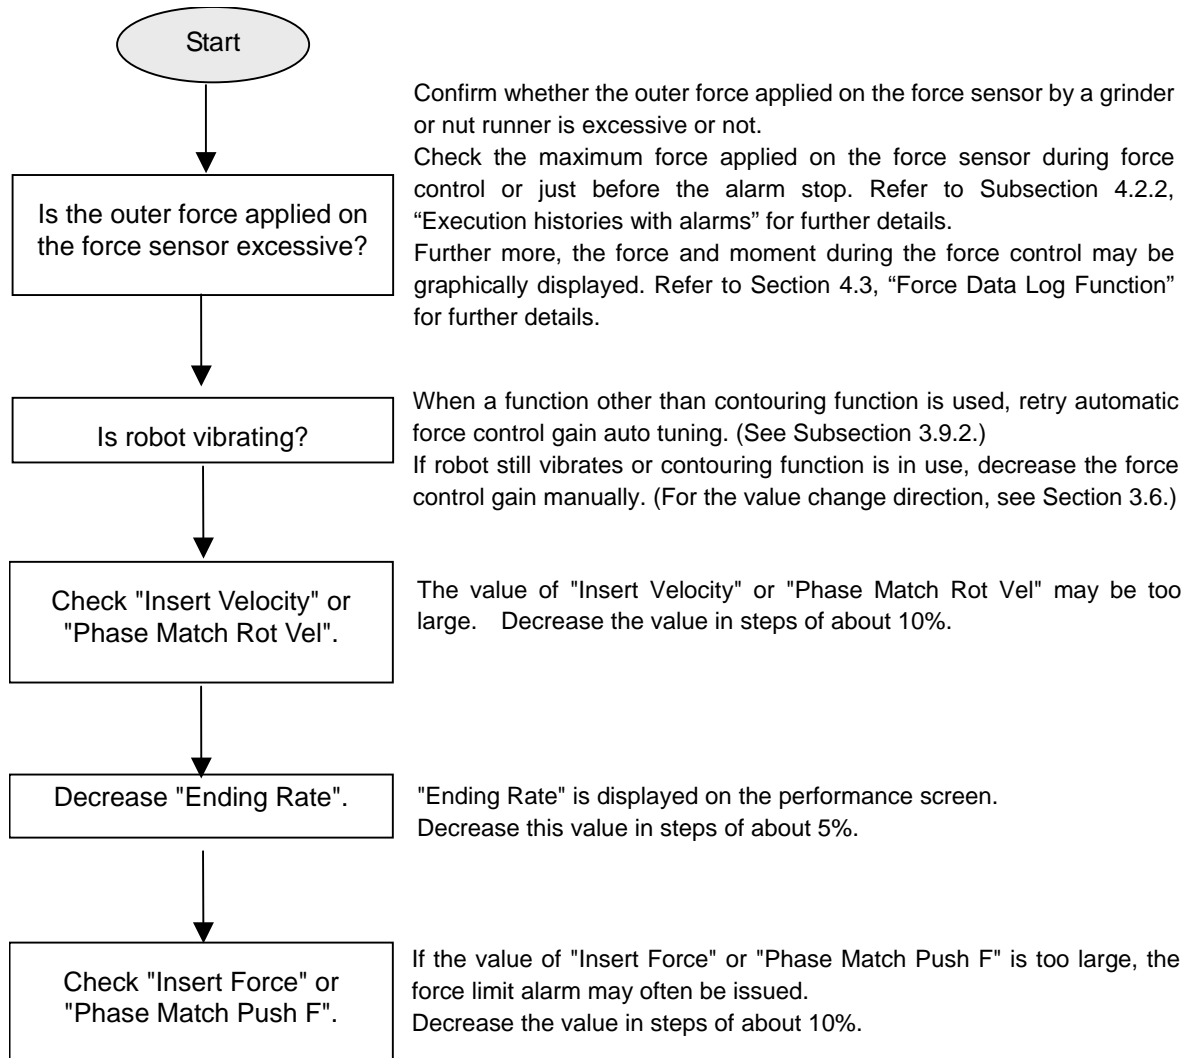 Start
Confirm whether the outer force applied on the force sensor by a grinder
or nut runner is excessive or not.
Check the maximum force applied on the force sensor during force
control or just before the alarm stop. Refer to Subsection 4.2.2,
“Execution histories with alarms” for further details.
Further more, the force and moment during the force control may be
graphically displayed. Refer to Section 4.3, “Force Data Log Function”
for further details.
Is the outer force applied on
the force sensor excessive?
Is robot vibrating?
When a function other than contouring function is used, retry automatic
force control gain auto tuning. (See Subsection 3.9.2.)
If robot still vibrates or contouring function is in use, decrease the force
control gain manually. (For the value change direction, see Section 3.6.)
Check "Insert Velocity" or
"Phase Match Rot Vel".
The value of "Insert Velocity" or "Phase Match Rot Vel" may be too
large. Decrease the value in steps of about 10%.
Decrease "Ending Rate".
"Ending Rate" is displayed on the performance screen.
Decrease this value in steps of about 5%.
Check "Insert Force" or
"Phase Match Push F".
If the value of "Insert Force" or "Phase Match Push F" is too large, the
force limit alarm may often be issued.
Decrease the value in steps of about 10%.